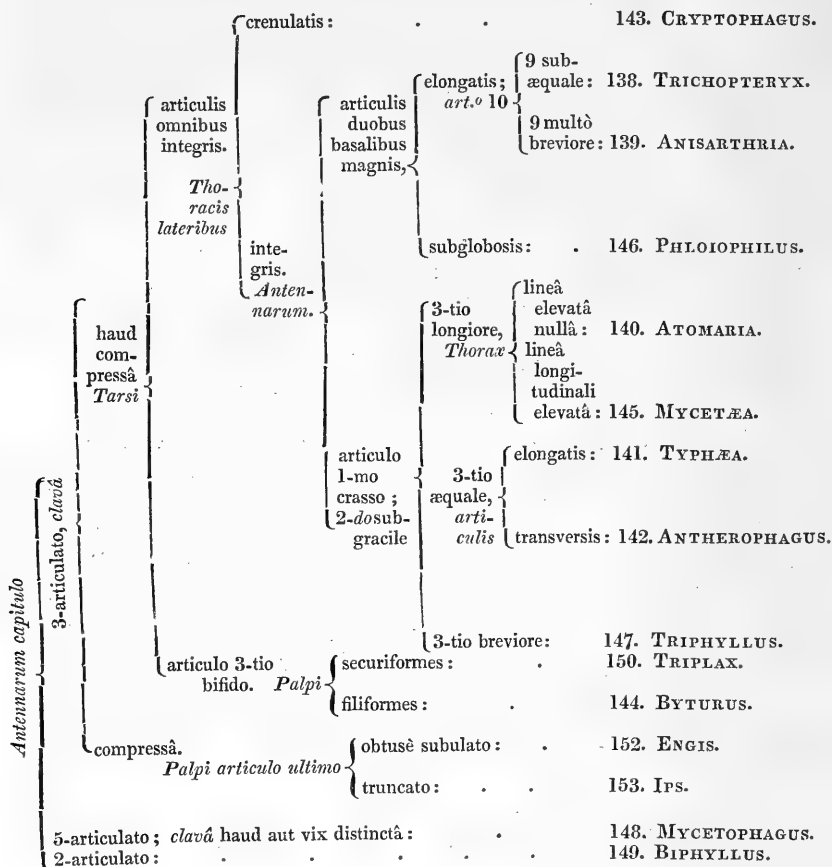 crenulatis : . . 143. CRYPTOPHAGUS.
articulis omnibus integris.
Tho-
racis
lateribus
inte-
gris.
Anten-
narum.
articulis
duobus
basalibus
magnis,
elongatis ;
art.o 10
9 sub-
æquale : 138. TRICHOPTERYX.
9 multò
breviore : 139. ANISARTHRIA.
subglobosis : . 146. PHLOIOPHILUS.
haud
com-
pressâ
Tarsi
articulo
1-mo
crasso ;
2-do sub-
gracile
3-tio
longiore,
Thorax
lineâ
elevatâ
nullâ : 140. ATOMARIA.
lineâ
longi-
tudinali
elevatâ : 145. MYCETÆA.
3-tio
æquale,
arti-
culis
elongatis : 141. TYPHÆA.
transversis : 142. ANTHEROPHAGUS.
3-tio breviore : 147. TRIPHYLLUS.
articulo 3-tio
bifido. Palpi
securiformes : . 150. TRIPLAX.
filiformes : . 144. BYTURUS.
Antennarum capitulo
3-articulato, clavâ
compressâ.
Palpi articulo ultimo
obtusè subulato : . 152. ENGIS.
truncato : . . 153. IPS.
5-articulato ; clavâ haud aut vix distinctâ : . 148. MYCETOPHAGUS.
2-articulato : . . . . . 149. BIPHYLLUS.